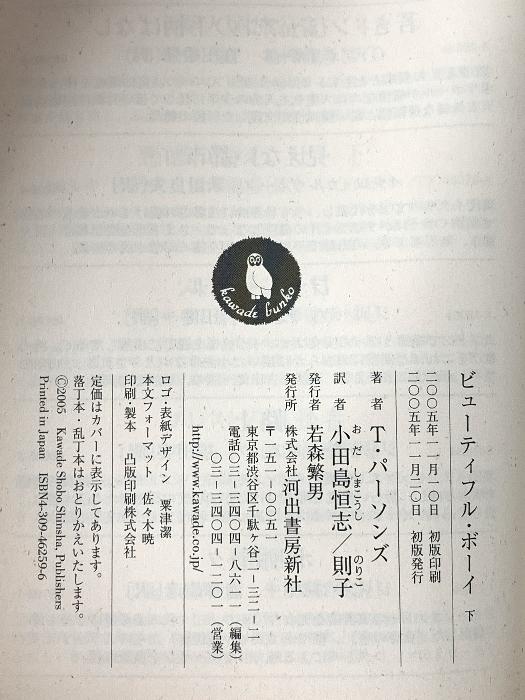 kawade bunko
ビューティフル・ボーイ 下
二〇〇五年一一月一〇日 初版印刷
二〇〇五年一一月二〇日 初版発行
著者 T・パーソンズ
訳者 小田島恒志／則子
おだしまこうし のりこ
発行者 若森繁男
発行所 株式会社河出書房新社
〒一五一-〇〇五一
東京都渋谷区千駄ヶ谷二-三二-二
電話〇三-三四〇四-八六一一（編集）
〇三-三四〇四-一二〇一（営業）
http://www.kawade.co.jp/
ロゴ・表紙デザイン 粟津潔
本文フォーマット 佐々木暁
印刷・製本 凸版印刷株式会社
定価はカバーに表示してあります。
落丁本・乱丁本はおとりかえいたします。
©2005 Kawade Shobo Shinsha, Publishers
Printed in Japan ISBN4-309-46259-6